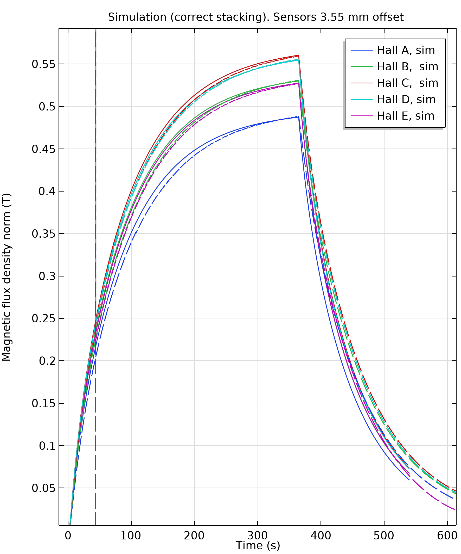 Simulation (correct stacking). Sensors 3.55 mm offset
Magnetic flux density norm (T)
0.55
0.5
0.45
0.4
0.35
0.3
0.25
0.2
0.15
0.1
0.05
Hall A, sim
Hall B, sim
Hall C, sim
Hall D, sim
Hall E, sim
0 100 200 300 400 500 600
Time (s)